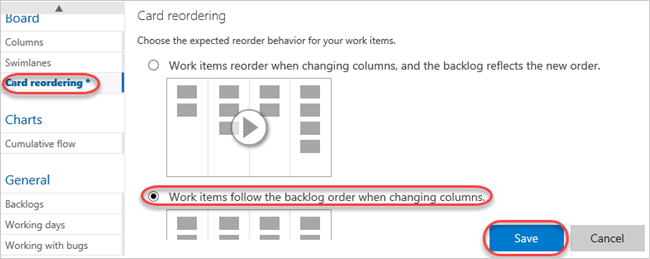 Board
Columns
Swimlanes
Card reordering *
Charts
Cumulative flow
General
Backlogs
Working days
Working with bugs
Card reordering
Choose the expected reorder behavior for your work items.
Work items reorder when changing columns, and the backlog reflects the new order.
Work items follow the backlog order when changing columns.
Save
Cancel